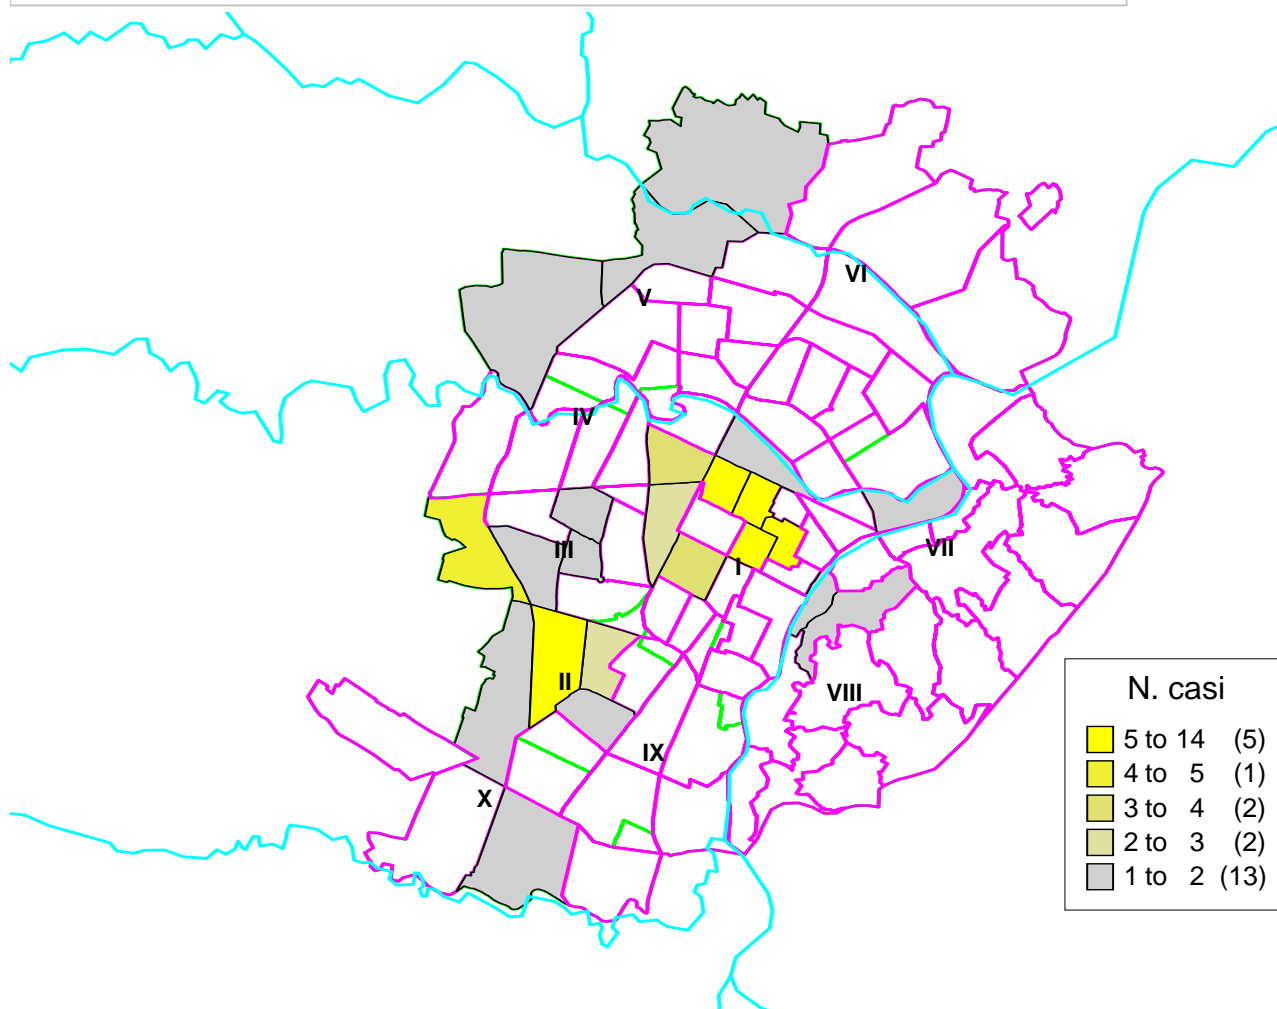 VI
V
IV
VII
III
I
II
VIII
IX
X
N. casi
5 to 14 (5)
4 to 5 (1)
3 to 4 (2)
2 to 3 (2)
1 to 2 (13)